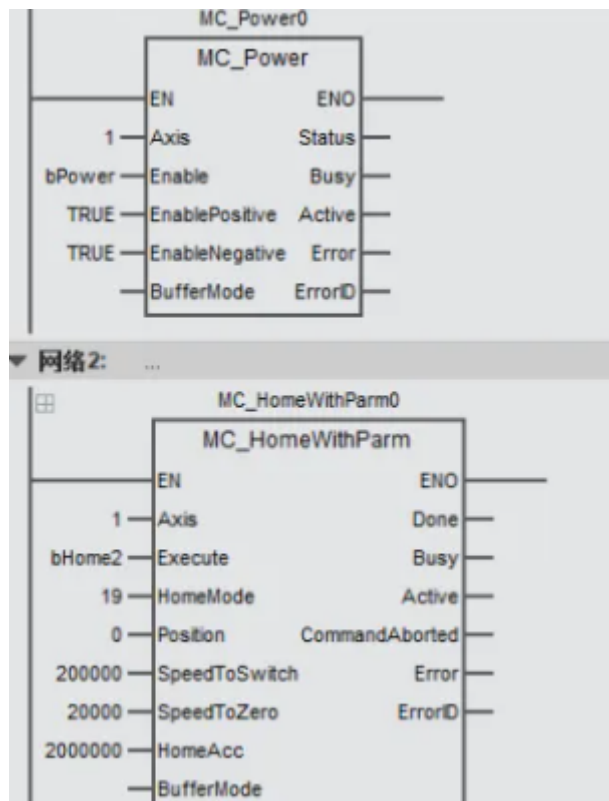 MC_Power0
MC_Power
EN ENO
1 Axis Status
bPower Enable Busy
TRUE EnablePositive Active
TRUE EnableNegative Error
BufferMode ErrorID
网络2: ...
MC_HomeWithParm0
MC_HomeWithParm
EN ENO
1 Axis Done
bHome2 Execute Busy
19 HomeMode Active
0 Position CommandAborted
200000 SpeedToSwitch Error
20000 SpeedToZero ErrorID
2000000 HomeAcc
BufferMode